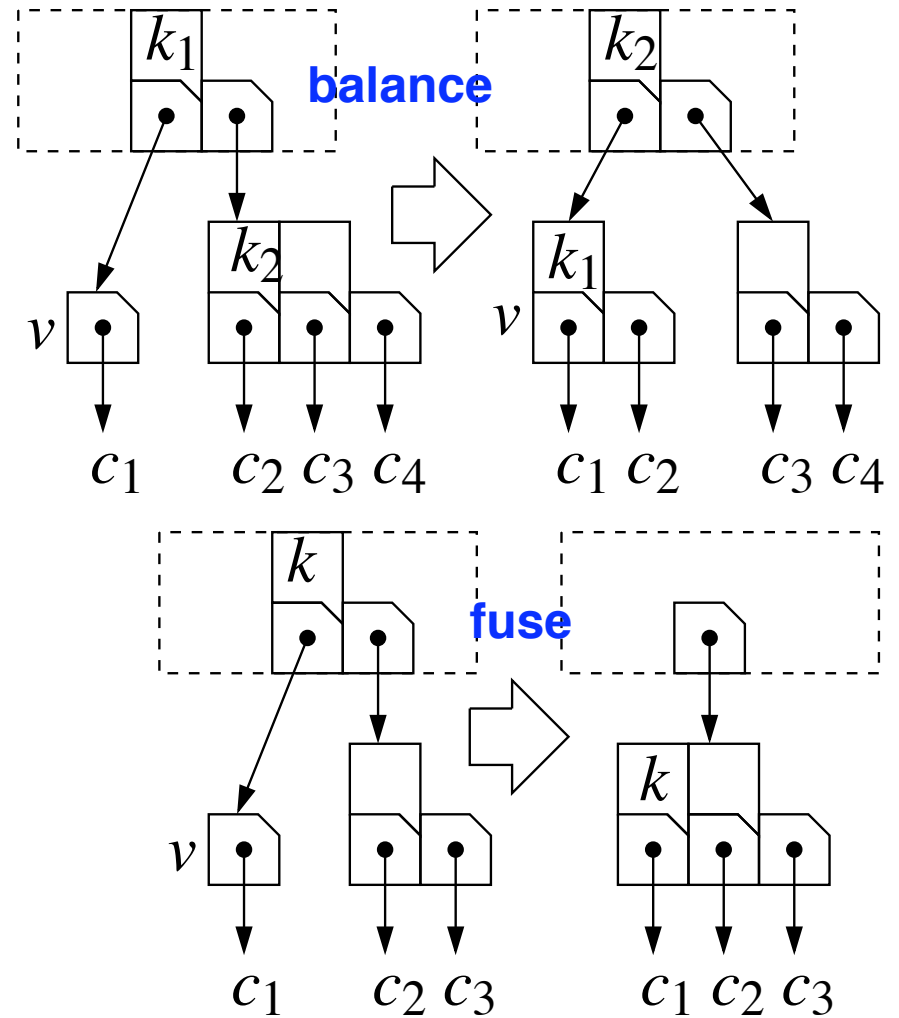 k₁ balance k₂
k₂ k₁
v v
c₁ c₂ c₃ c₄ c₁ c₂ c₃ c₄
k fuse
k
v
c₁ c₂ c₃ c₁ c₂ c₃